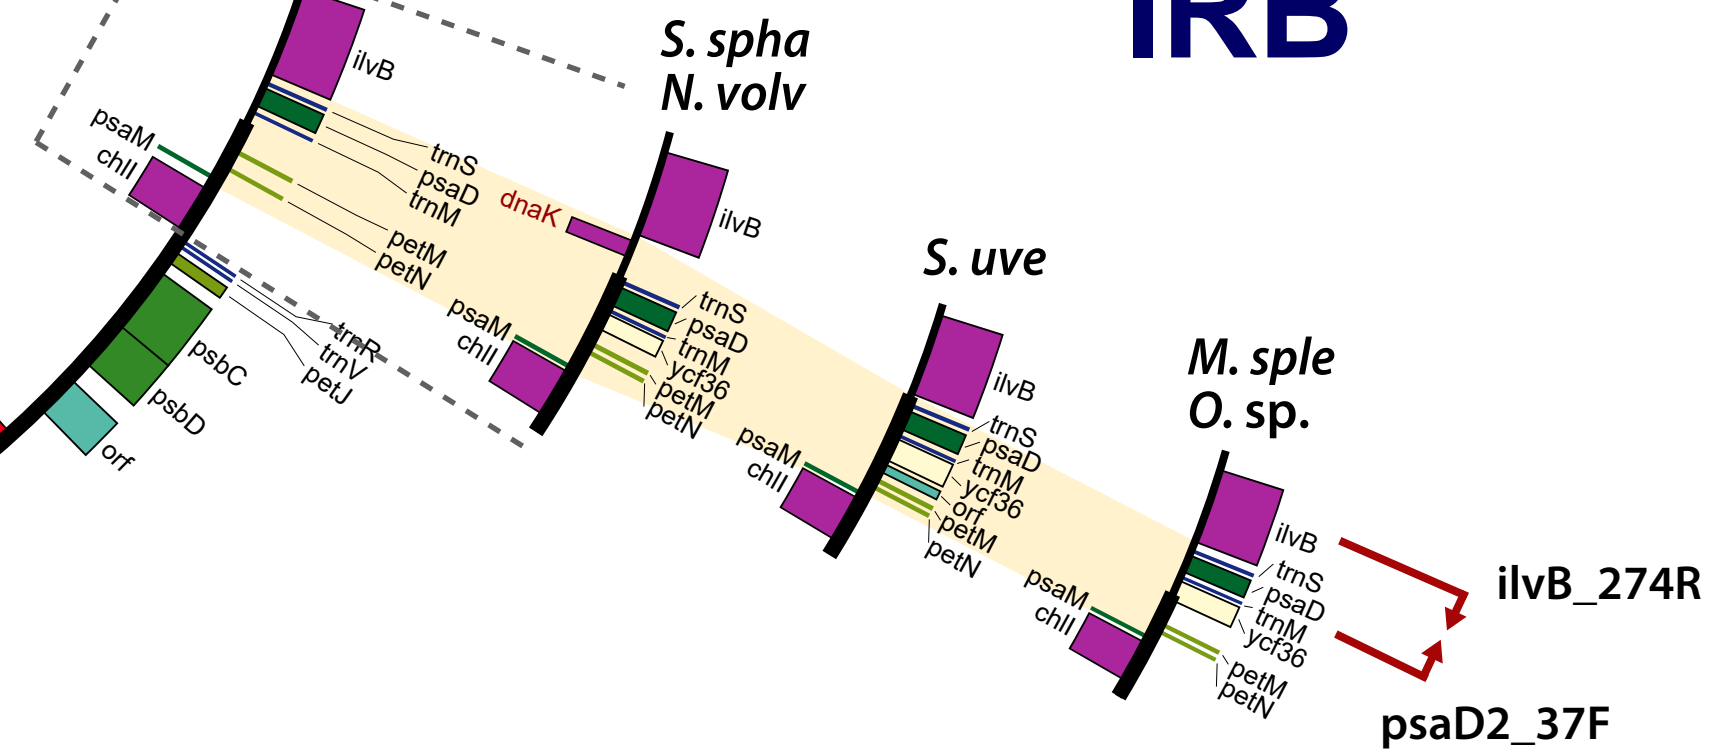 IRB
S. spha
N. volv
ilvB
psaM
chlI
trnS
psaD
trnM
petM
petN
trnR
trnV
petJ
psbC
psbD
orf
dnaK
ilvB
psaM
chlI
trnS
psaD
trnM
ycf36
petM
petN
S. uve
ilvB
psaM
chlI
trnS
psaD
trnM
ycf36
orf
petM
petN
M. sple
O. sp.
ilvB
psaM
chlI
trnS
psaD
trnM
ycf36
petM
petN
ilvB_274R
psaD2_37F